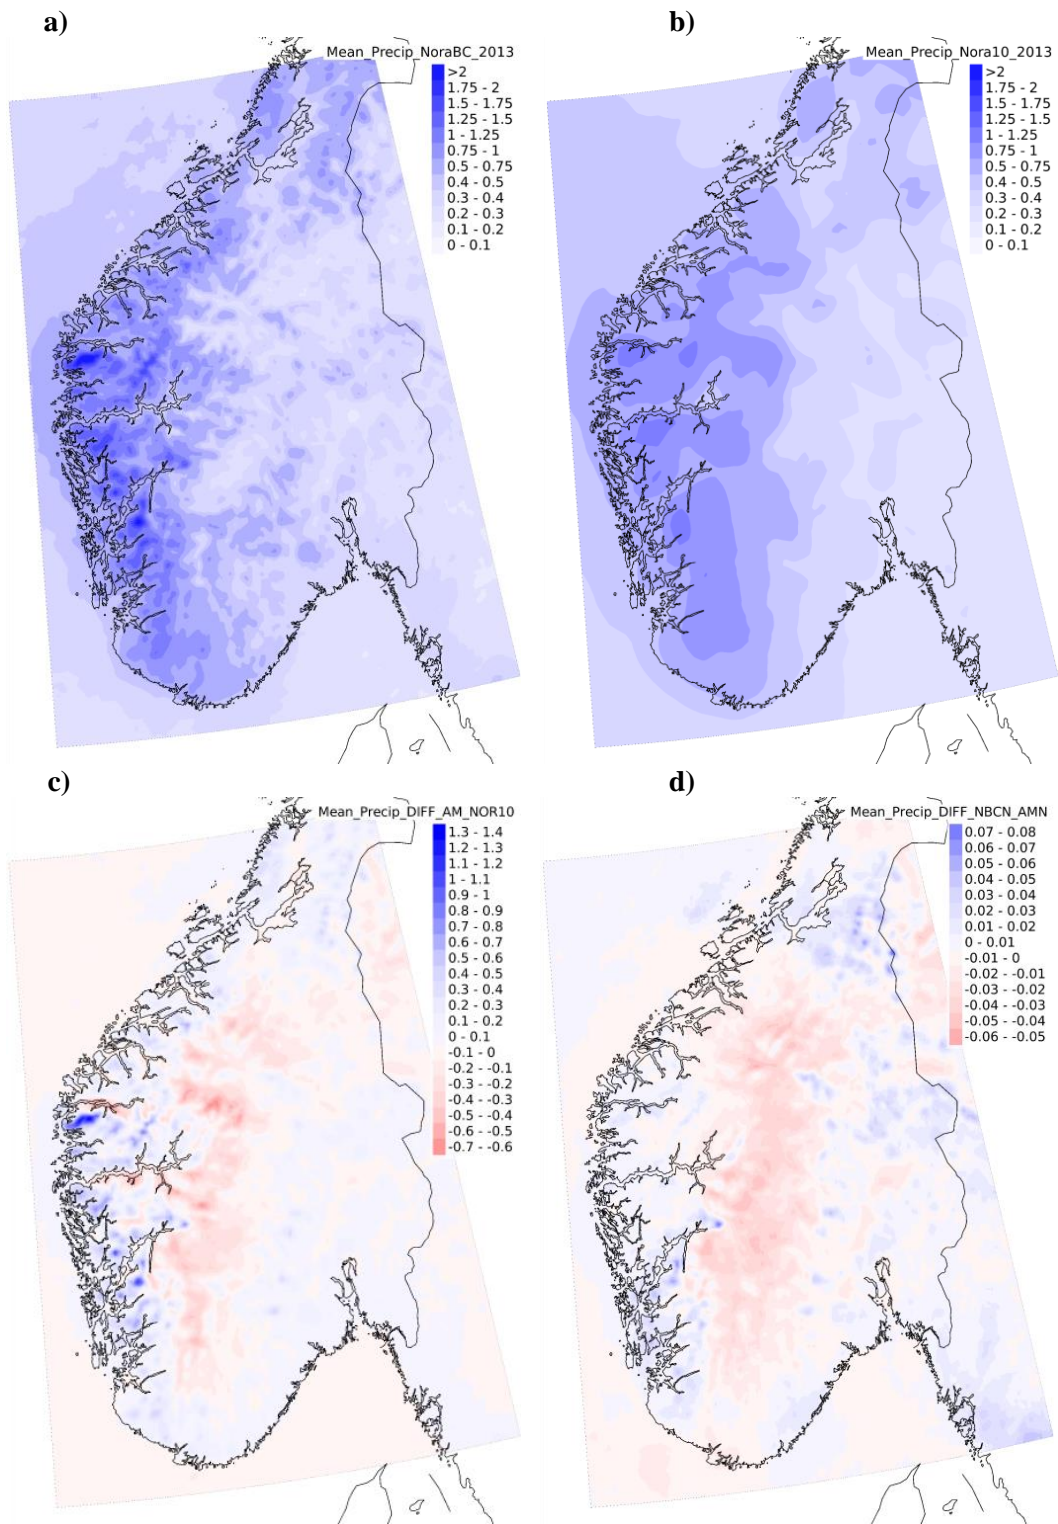 a)
Mean_Precip_NoraBC_2013
>2
1.75 - 2
1.5 - 1.75
1.25 - 1.5
1 - 1.25
0.75 - 1
0.5 - 0.75
0.4 - 0.5
0.3 - 0.4
0.2 - 0.3
0.1 - 0.2
0 - 0.1
b)
Mean_Precip_Nora10_2013
>2
1.75 - 2
1.5 - 1.75
1.25 - 1.5
1 - 1.25
0.75 - 1
0.5 - 0.75
0.4 - 0.5
0.3 - 0.4
0.2 - 0.3
0.1 - 0.2
0 - 0.1
c)
Mean_Precip_DIFF_AM_NOR10
1.3 - 1.4
1.2 - 1.3
1.1 - 1.2
1 - 1.1
0.9 - 1
0.8 - 0.9
0.7 - 0.8
0.6 - 0.7
0.5 - 0.6
0.4 - 0.5
0.3 - 0.4
0.2 - 0.3
0.1 - 0.2
0 - 0.1
-0.1 - 0
-0.2 - -0.1
-0.3 - -0.2
-0.4 - -0.3
-0.5 - -0.4
-0.6 - -0.5
-0.7 - -0.6
d)
Mean_Precip_DIFF_NBCN_AMN
0.07 - 0.08
0.06 - 0.07
0.05 - 0.06
0.04 - 0.05
0.03 - 0.04
0.02 - 0.03
0.01 - 0.02
0 - 0.01
-0.01 - 0
-0.02 - -0.01
-0.03 - -0.02
-0.04 - -0.03
-0.05 - -0.04
-0.06 - -0.05